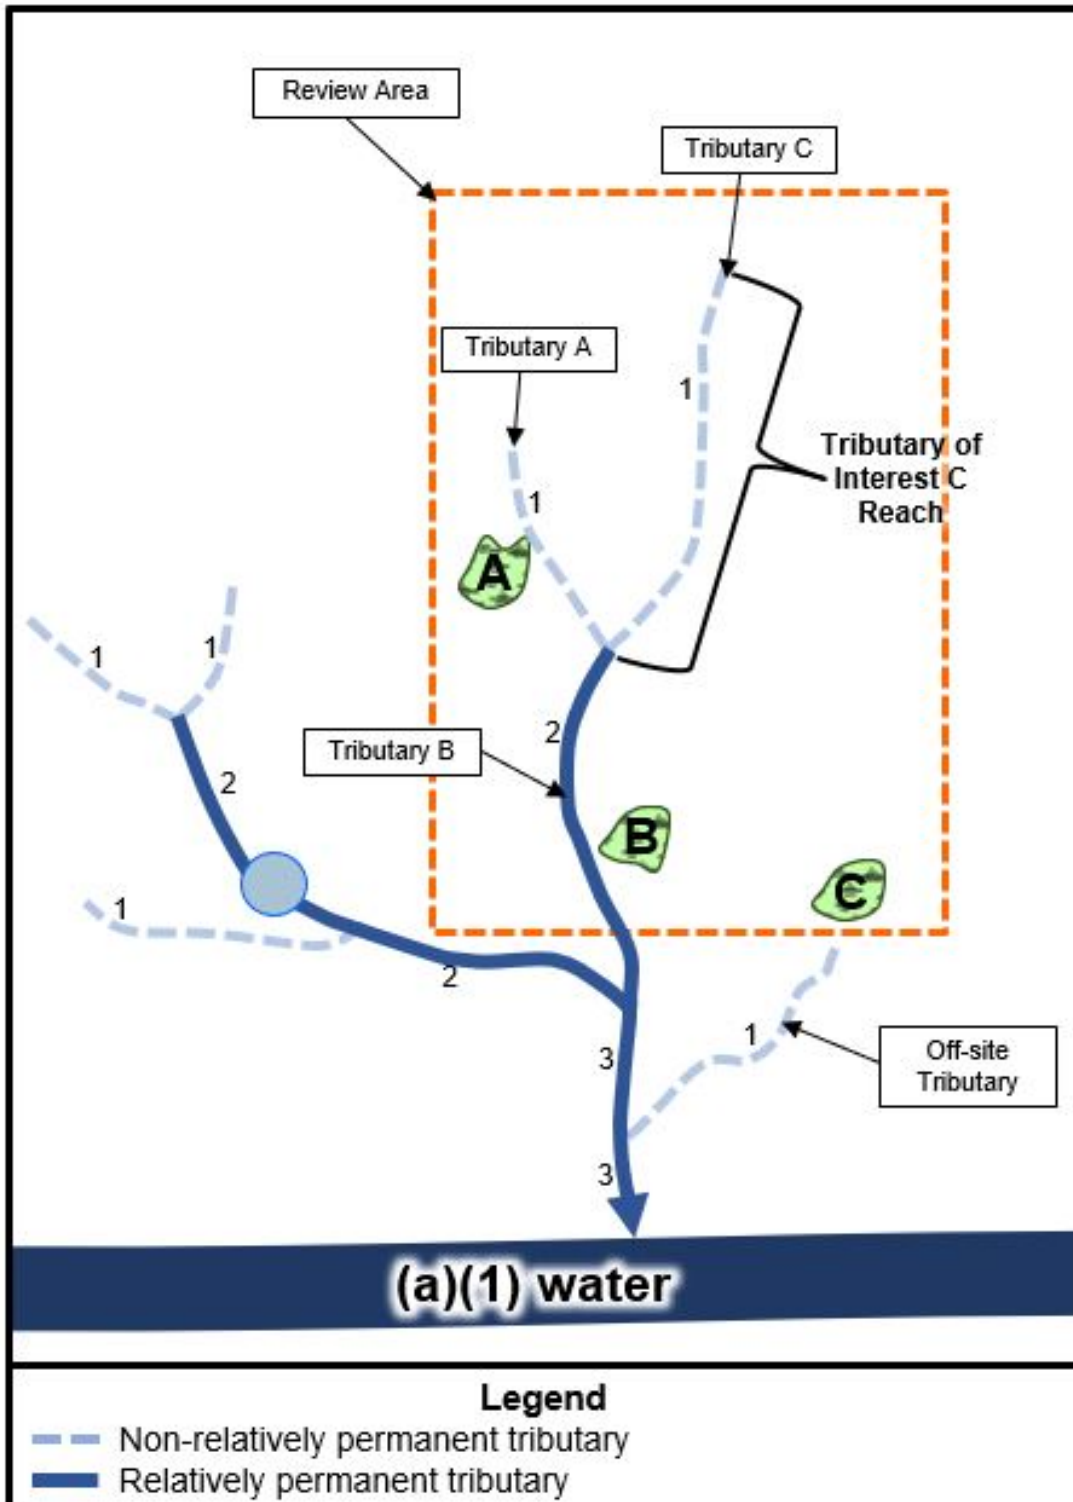 Review Area
Tributary C
Tributary A
1
1
Tributary of
Interest C
Reach
A
1
1
2
Tributary B
2
B
C
1
2
1
Off-site
Tributary
3
3
(a)(1) water
Legend
Non-relatively permanent tributary
Relatively permanent tributary